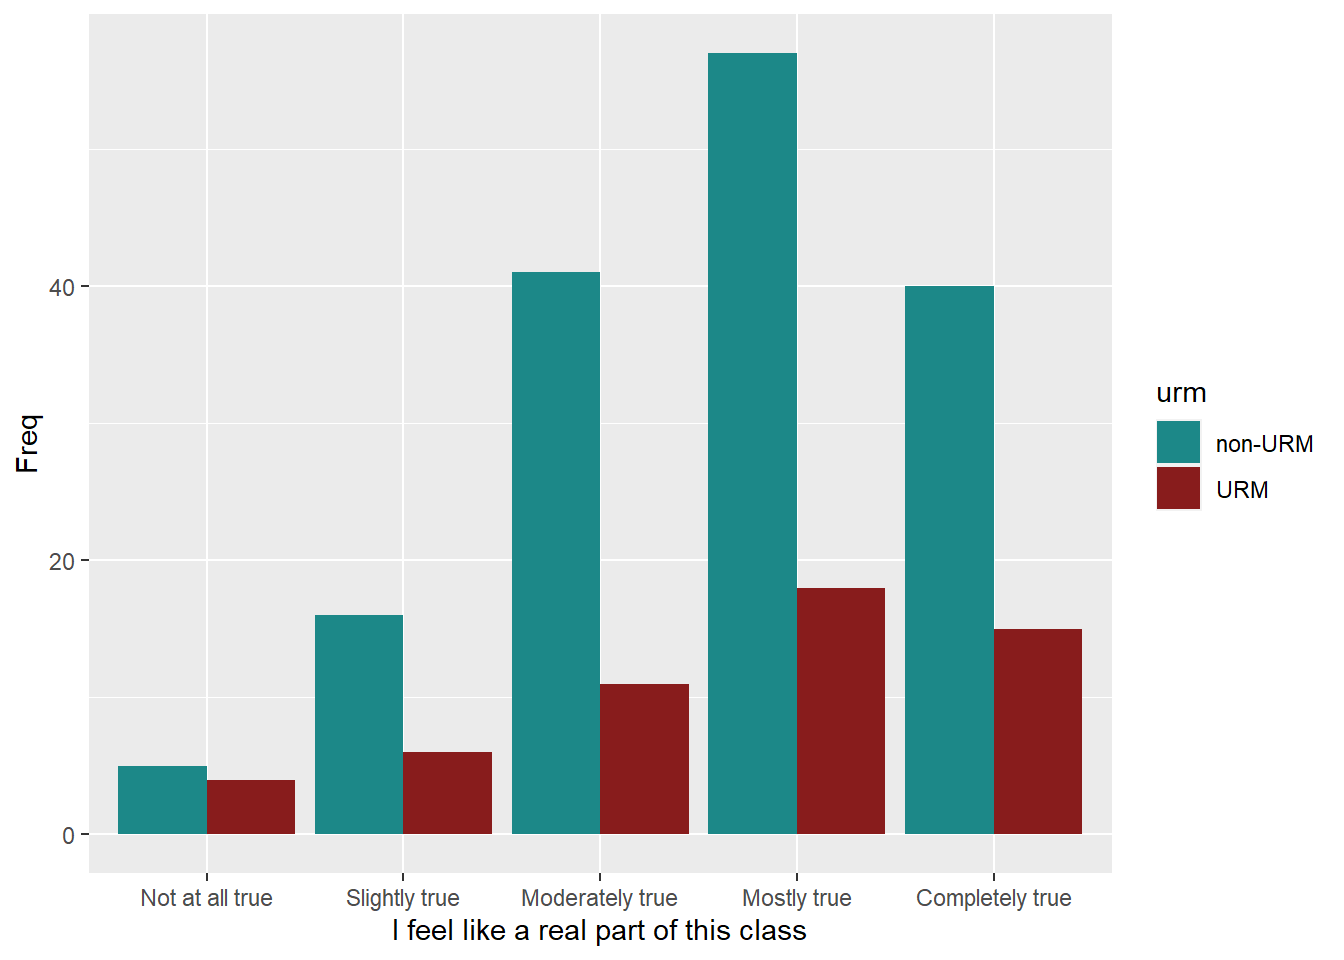 Freq
40
20
0
Not at all true
Slightly true
Moderately true
Mostly true
Completely true
I feel like a real part of this class
urm
non-URM
URM